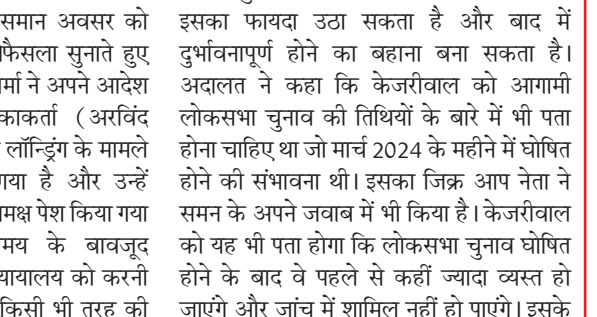 समान अवसर को
फैसला सुनाते हुए
र्मा ने अपने आदेश
काकर्ता (अरविंद
लॉन्ड्रिंग के मामले
गया है और उन्हें
मक्ष पेश किया गया
मय के बावजूद
यायालय को करनी
किसी भी तरह की
इसका फायदा उठा सकता है और बाद में
दुर्भावनापूर्ण होने का बहाना बना सकता है।
अदालत ने कहा कि केजरीवाल को आगामी
लोकसभा चुनाव की तिथियों के बारे में भी पता
होना चाहिए था जो मार्च 2024 के महीने में घोषित
होने की संभावना थी। इसका जिक्र आप नेता ने
समन के अपने जवाब में भी किया है। केजरीवाल
को यह भी पता होगा कि लोकसभा चुनाव घोषित
होने के बाद वे पहले से कहीं ज्यादा व्यस्त हो
जाएंगे और जांच में शामिल नहीं हो पाएंगे। इसके